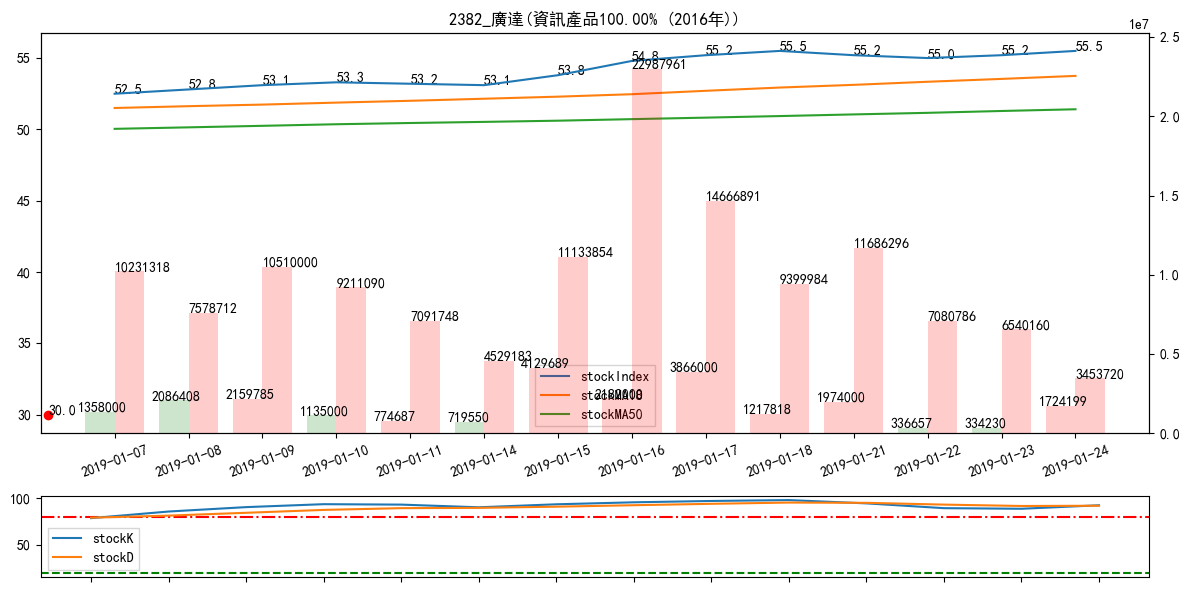 2382_廣達(資訊產品100.00% (2016年))
1e7
55 50 45 40 35 30
2.5 2.0 1.5 1.0 0.5 0.0
52.5 52.8 53.1 53.3 53.2 53.1 53.8 54.8 55.2 55.5 55.2 55.0 55.2 55.5
30.0
10231318 7578712 10510000 9211090 7091748 4529183 11133854 22987961 14666891 9399984 11686296 7080786 6540160 3453720
1358000 2086408 2159785 1135000 774687 719550 4129689 3866000 1217818 1974000 336657 334230 1724199
stockIndex
stockMA50
2019-01-07 2019-01-08 2019-01-09 2019-01-10 2019-01-11 2019-01-14 2019-01-15 2019-01-16 2019-01-17 2019-01-18 2019-01-21 2019-01-22 2019-01-23 2019-01-24
100
50
stockK
stockD